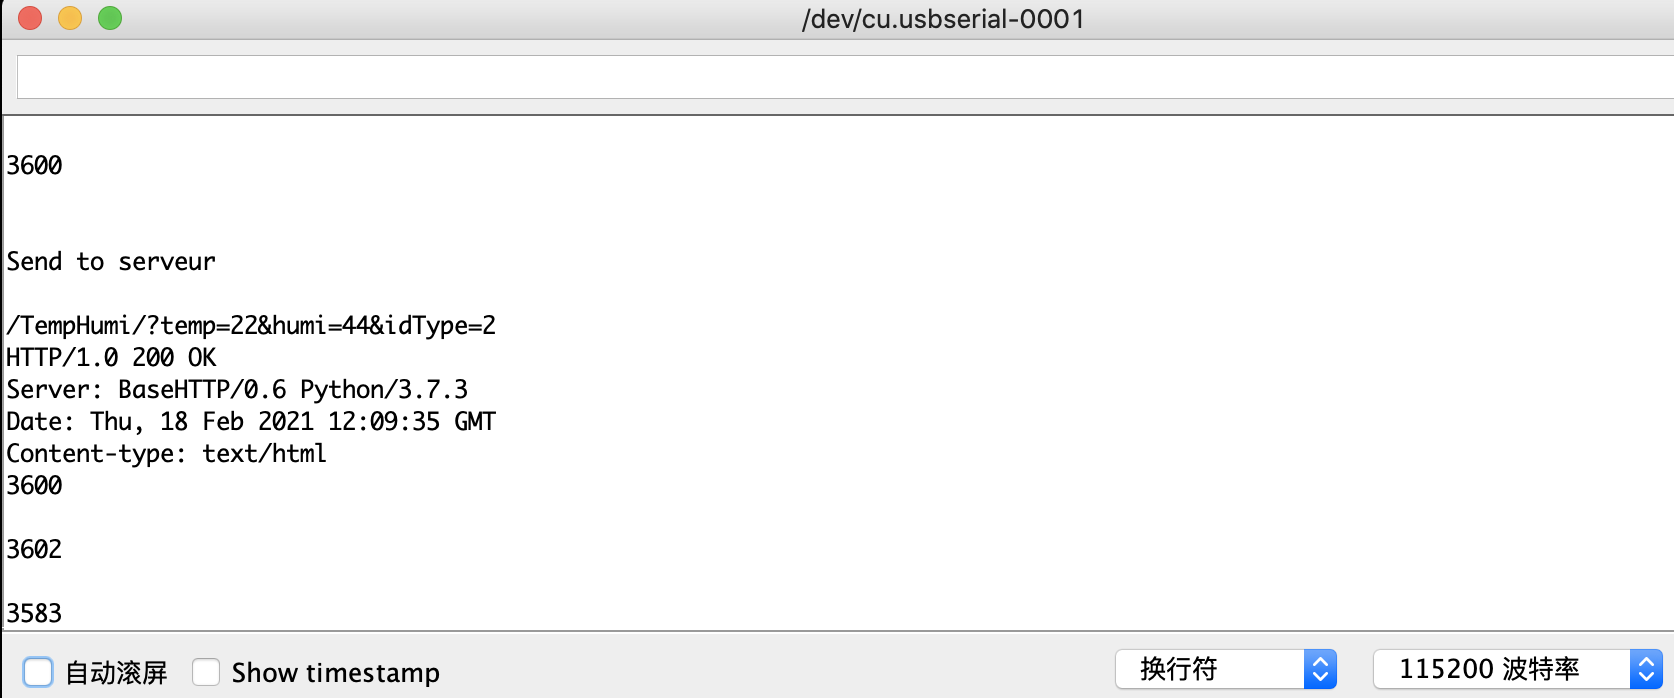 /dev/cu.usbserial-0001
3600
Send to serveur
/TempHumi/?temp=22&humi=44&idType=2
HTTP/1.0 200 OK
Server: BaseHTTP/0.6 Python/3.7.3
Date: Thu, 18 Feb 2021 12:09:35 GMT
Content-type: text/html
3600
3602
3583
自动滚屏 Show timestamp 换行符 115200 波特率